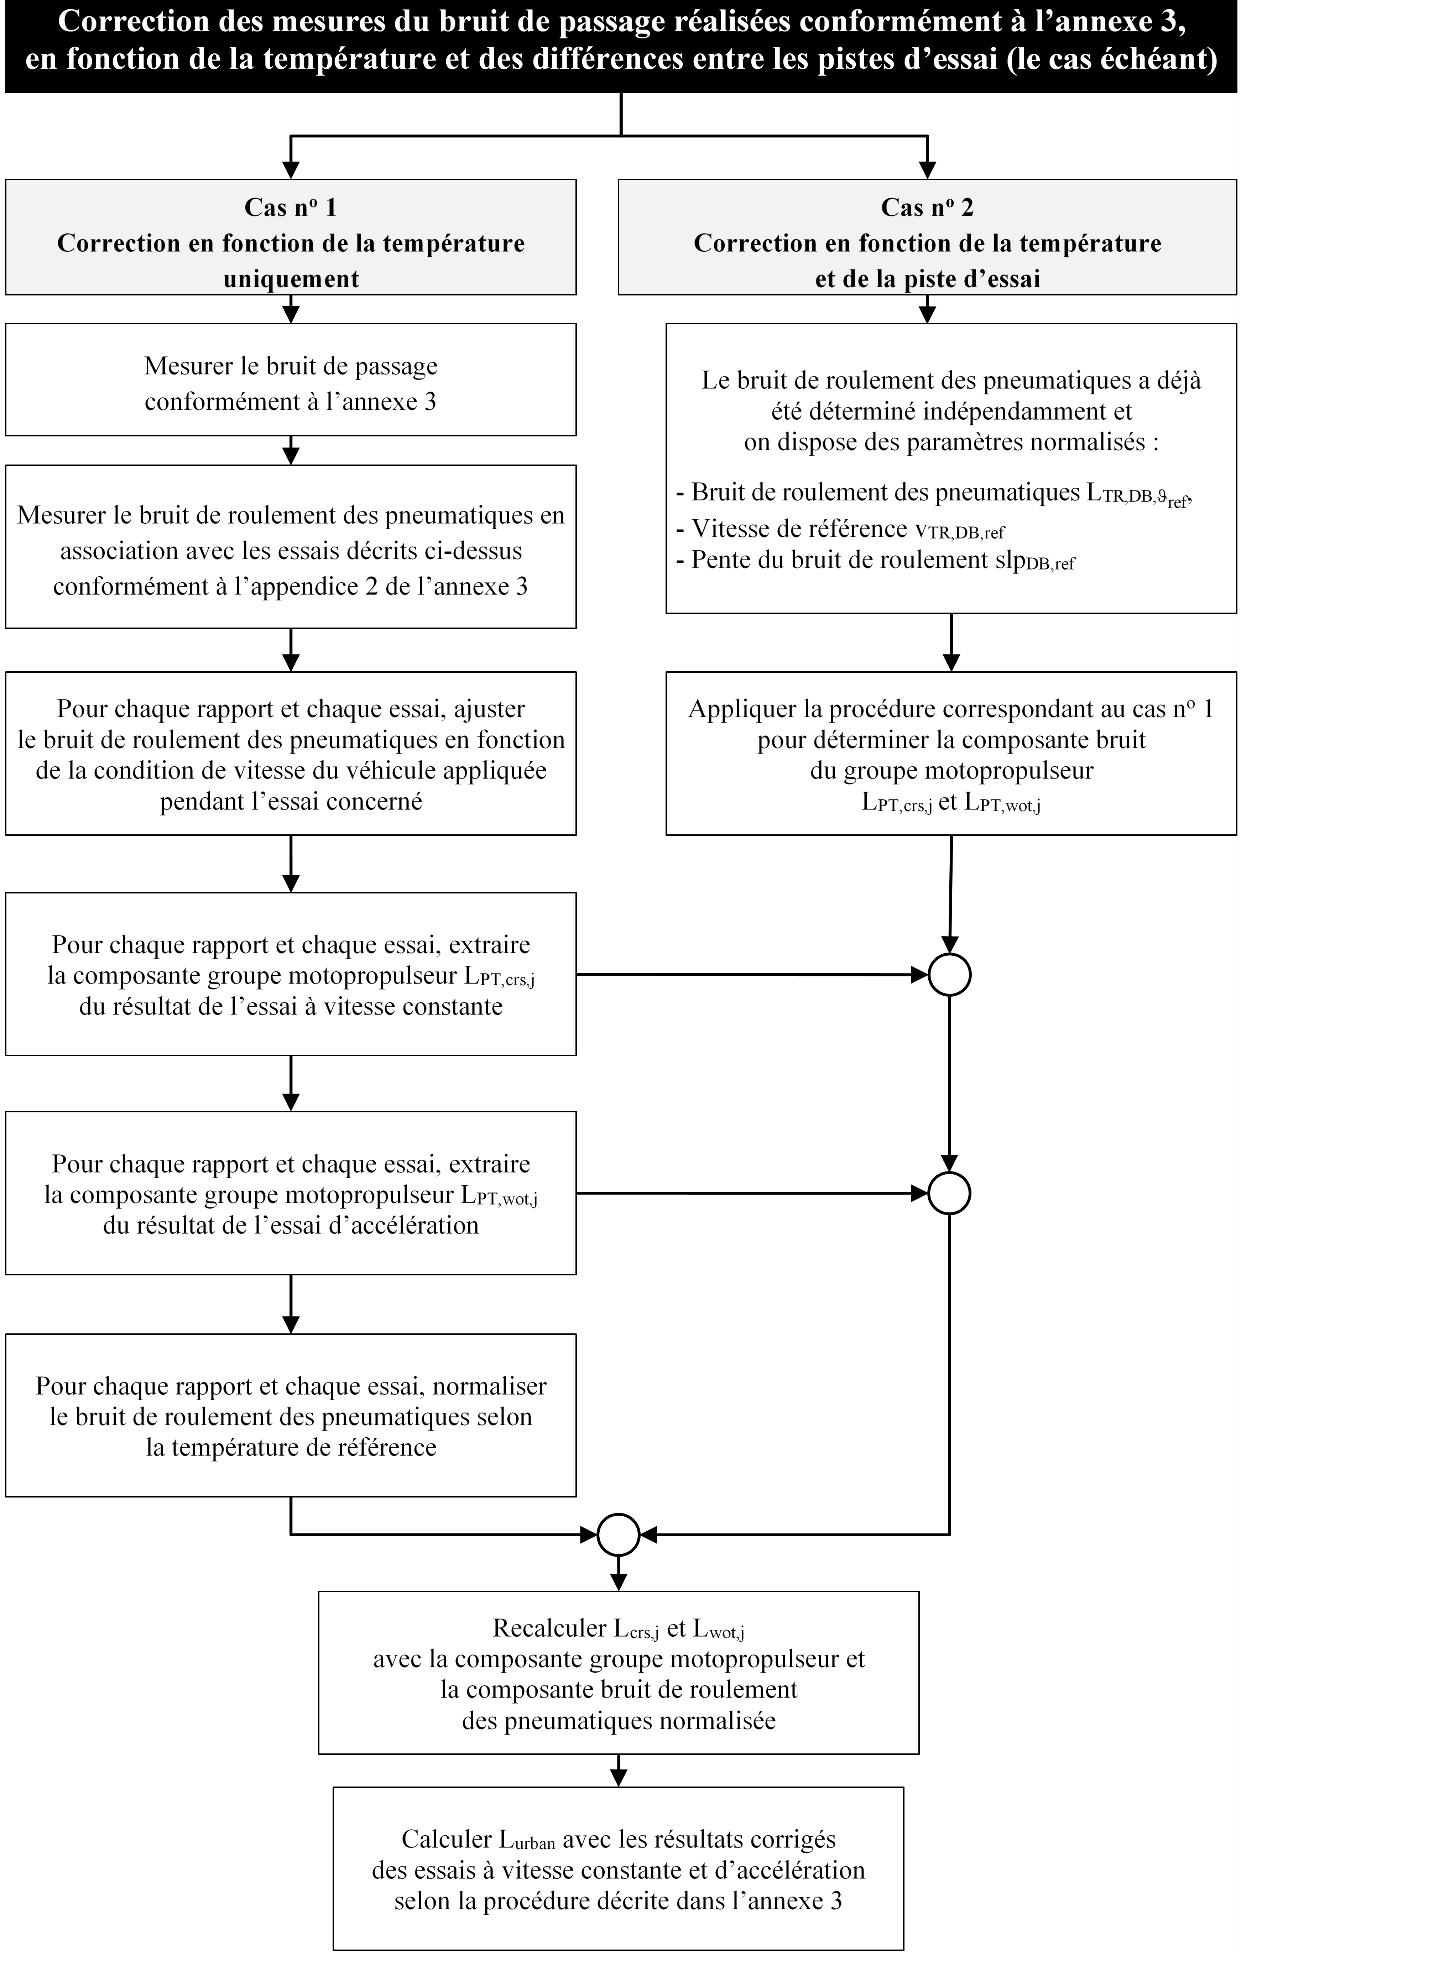 Correction des mesures du bruit de passage réalisées conformément à l’annexe 3,
en fonction de la température et des différences entre les pistes d’essai (le cas échéant)
Cas nº 1
Correction en fonction de la température
uniquement
Mesurer le bruit de passage
conformément à l’annexe 3
Mesurer le bruit de roulement des pneumatiques en
association avec les essais décrits ci-dessus
conformément à l’appendice 2 de l’annexe 3
Pour chaque rapport et chaque essai, ajuster
le bruit de roulement des pneumatiques en fonction
de la condition de vitesse du véhicule appliquée
pendant l’essai concerné
Pour chaque rapport et chaque essai, extraire
la composante groupe motopropulseur LPT,crs,j
du résultat de l’essai à vitesse constante
Pour chaque rapport et chaque essai, extraire
la composante groupe motopropulseur LPT,wot,j
du résultat de l’essai d’accélération
Pour chaque rapport et chaque essai, normaliser
le bruit de roulement des pneumatiques selon
la température de référence
Cas nº 2
Correction en fonction de la température
et de la piste d’essai
Le bruit de roulement des pneumatiques a déjà
été déterminé indépendamment et
on dispose des paramètres normalisés :
- Bruit de roulement des pneumatiques LTR,DB,ϑref,
- Vitesse de référence vTR,DB,ref
- Pente du bruit de roulement slpDB,ref
Appliquer la procédure correspondant au cas nº 1
pour déterminer la composante bruit
du groupe motopropulseur
LPT,crs,j et LPT,wot,j
Recalculer Lcrs,j et Lwot,j
avec la composante groupe motopropulseur et
la composante bruit de roulement
des pneumatiques normalisée
Calculer Lurban avec les résultats corrigés
des essais à vitesse constante et d’accélération
selon la procédure décrite dans l’annexe 3